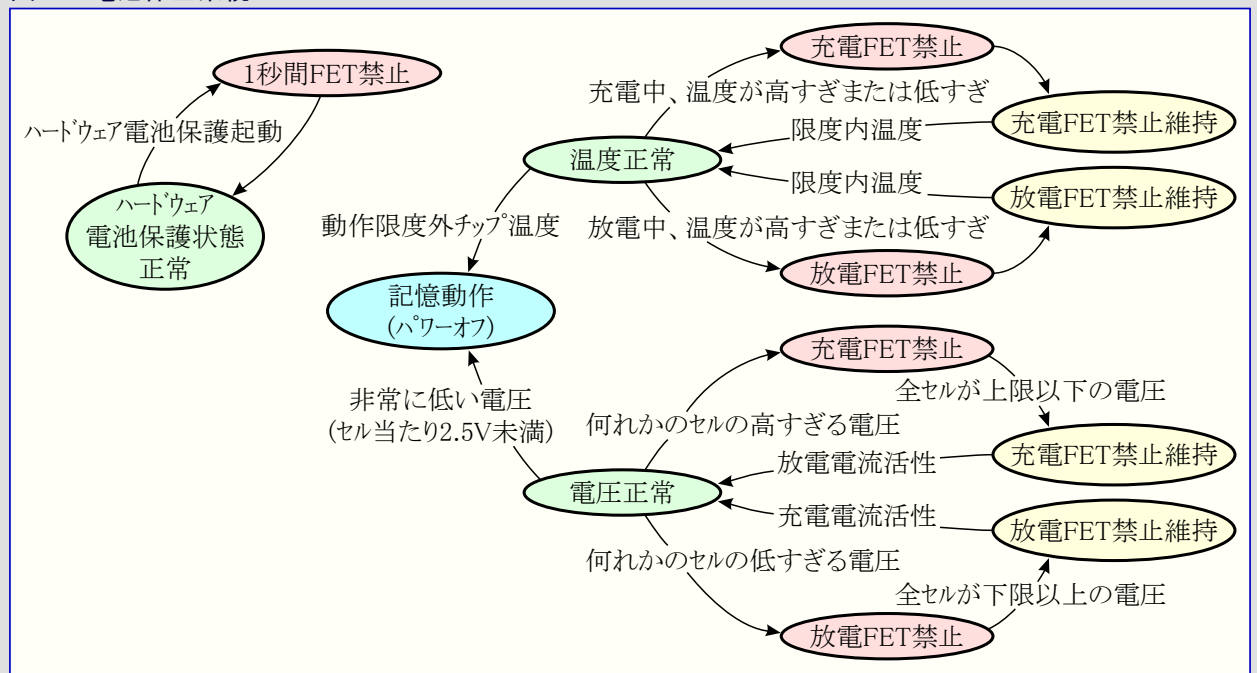 1秒間FET禁止
ハードウェア電池保護起動
ハードウェア
電池保護状態
正常
充電FET禁止
充電中、温度が高すぎまたは低すぎ
充電FET禁止維持
限度内温度
温度正常
限度内温度
放電FET禁止維持
動作限度外チップ温度
放電中、温度が高すぎまたは低すぎ
放電FET禁止
記憶動作
(パワーオフ)
充電FET禁止
全セルが上限以下の電圧
非常に低い電圧
(セル当たり2.5V未満)
何れかのセルの高すぎる電圧
充電FET禁止維持
放電電流活性
電圧正常
充電電流活性
放電FET禁止維持
何れかのセルの低すぎる電圧
全セルが下限以上の電圧
放電FET禁止